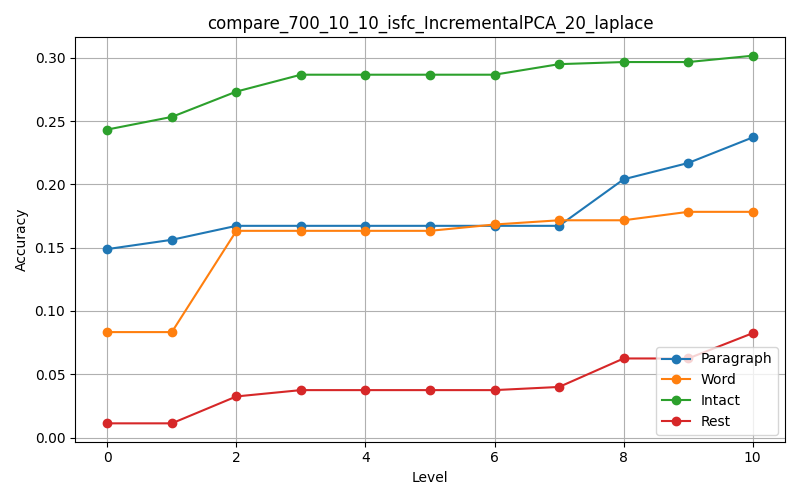 compare_700_10_10_isfc_IncrementalPCA_20_laplace
Accuracy
0.30
0.25
0.20
0.15
0.10
0.05
0.00
0 2 4 6 8 10
Level
Paragraph
Word
Intact
Rest